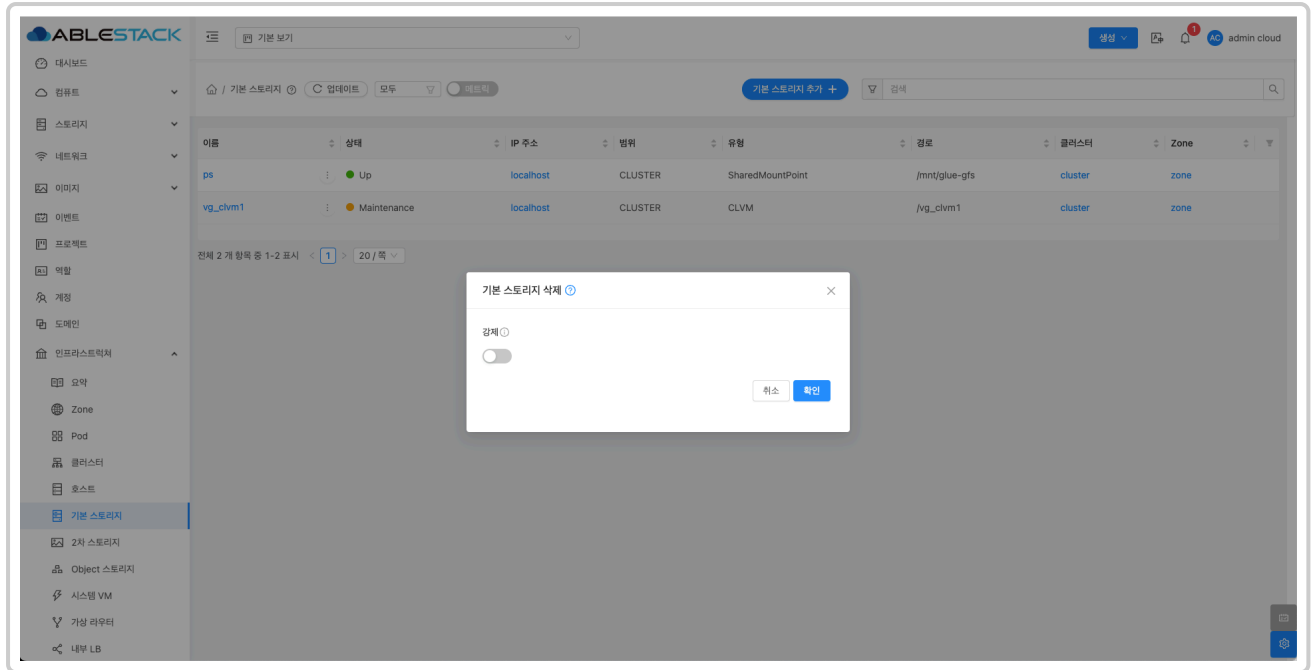 ABLESTACK
기본 보기
생성
1
AC
admin cloud
대시보드
컴퓨트
스토리지
네트워크
이미지
이벤트
프로젝트
역할
계정
도메인
인프라스트럭쳐
요약
Zone
Pod
클러스터
호스트
기본 스토리지
2차 스토리지
Object 스토리지
시스템 VM
가상 라우터
내부 LB
/ 기본 스토리지 업데이트 모두 메트릭
기본 스토리지 추가 +
검색
이름 상태 IP 주소 범위 유형 경로 클러스터 Zone
ps Up localhost CLUSTER SharedMountPoint /mnt/glue-gfs cluster zone
vg_clvm1 Maintenance localhost CLUSTER CLVM /vg_clvm1 cluster zone
전체 2 개 항목 중 1-2 표시 < 1 > 20 / 쪽
기본 스토리지 삭제
강제
취소 확인